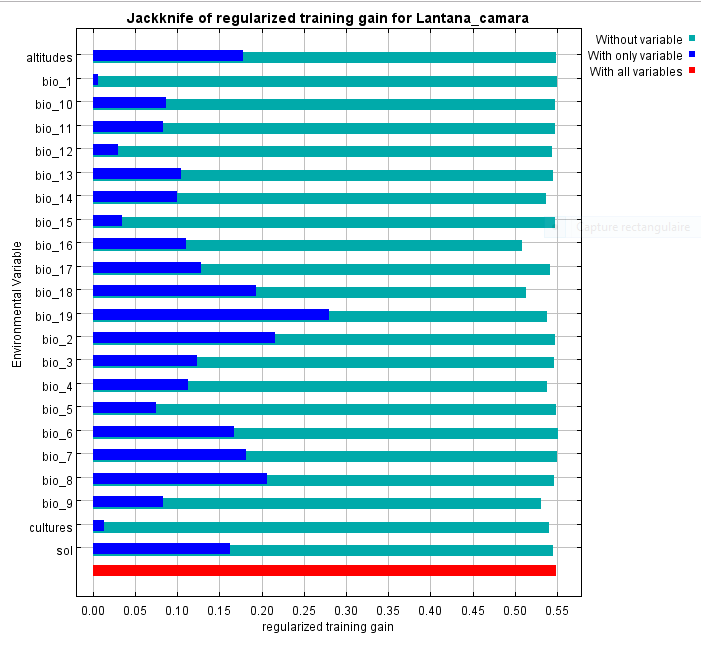 Jackknife of regularized training gain for Lantana_camara
Without variable
With only variable
With all variables
Environmental Variable
altitudes
bio_1
bio_10
bio_11
bio_12
bio_13
bio_14
bio_15
bio_16
bio_17
bio_18
bio_19
bio_2
bio_3
bio_4
bio_5
bio_6
bio_7
bio_8
bio_9
cultures
sol
Capture rectangulaire
0.00 0.05 0.10 0.15 0.20 0.25 0.30 0.35 0.40 0.45 0.50 0.55
regularized training gain